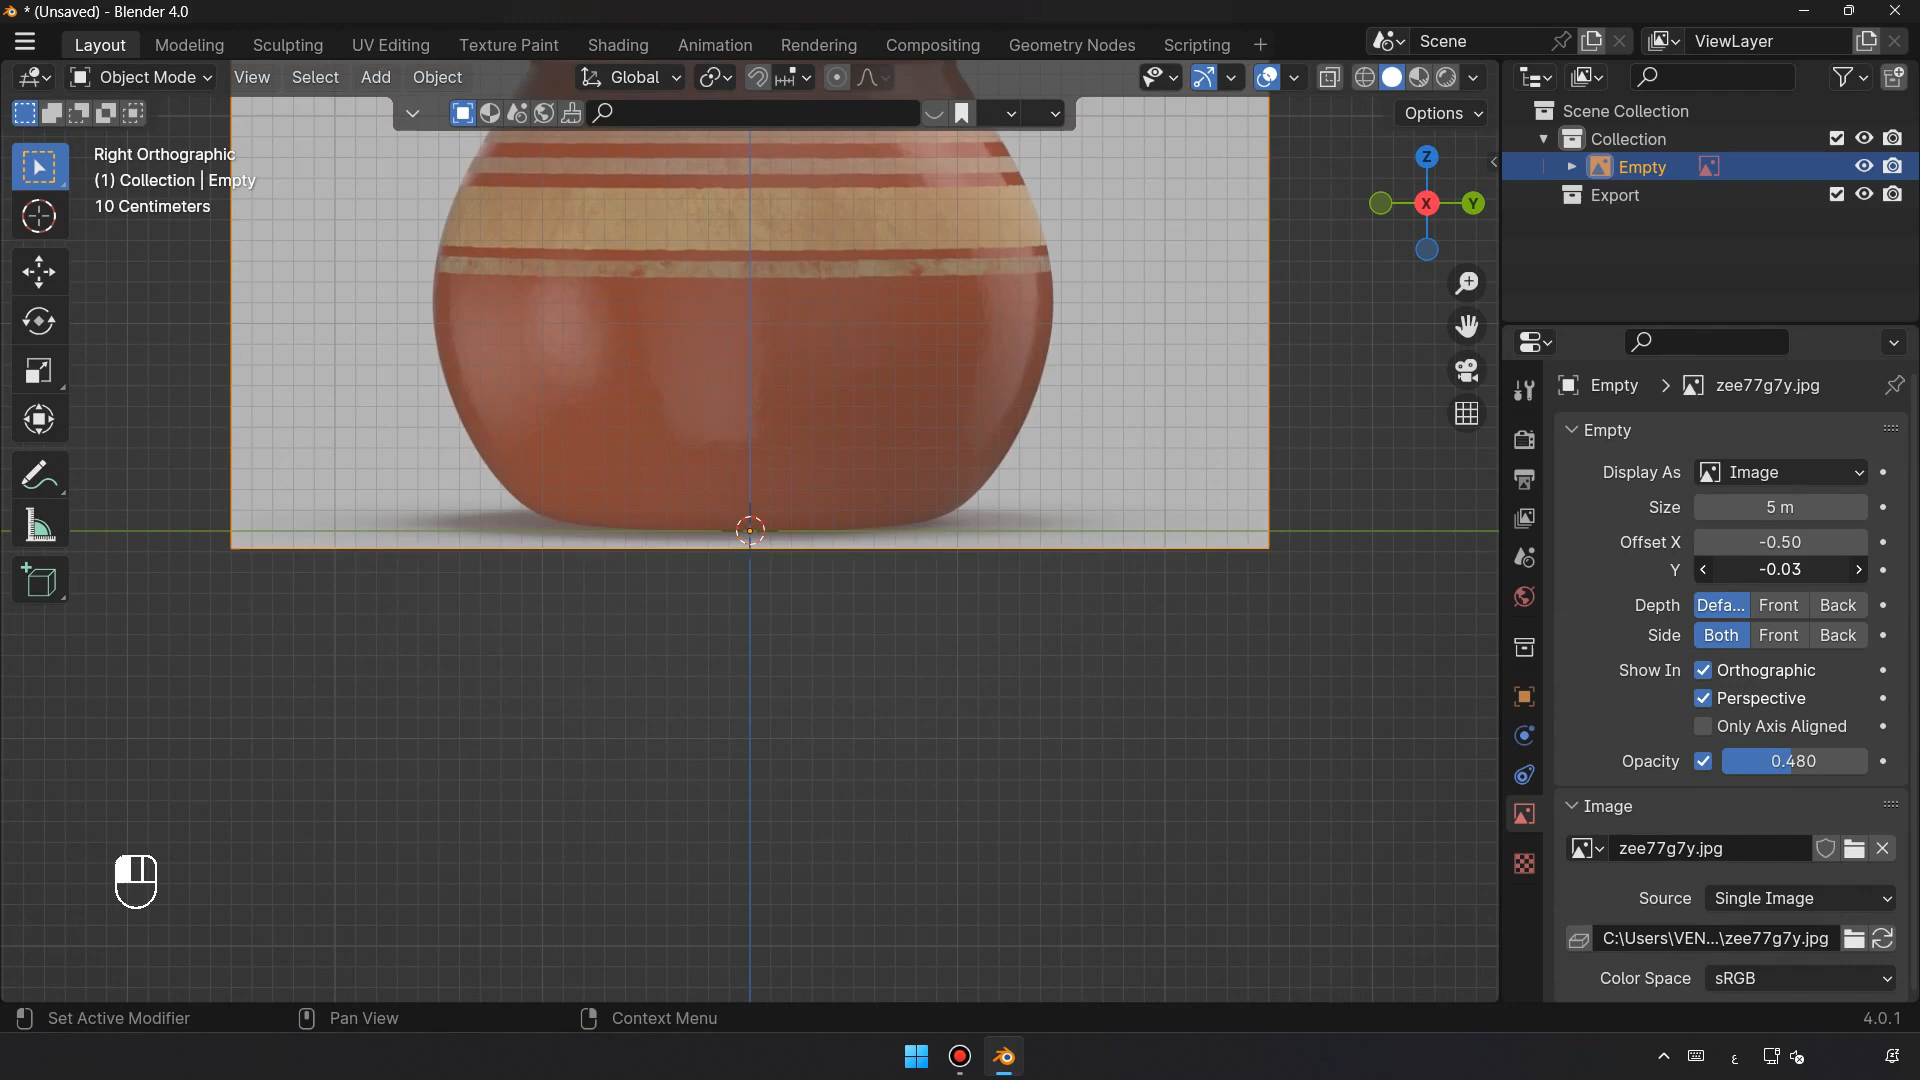 * (Unsaved) - Blender 4.0
Layout Modeling Sculpting UV Editing Texture Paint Shading Animation Rendering Compositing Geometry Nodes Scripting + Scene ViewLayer
Object Mode View Select Add Object Global
Options
Right Orthographic
(1) Collection | Empty
10 Centimeters
Z
X
Y
Scene Collection
Collection
Empty
Export
Empty > zee77g7y.jpg
Empty
Display As Image
Size 5 m
Offset X -0.50
Y -0.03
Depth Defa... Front Back
Side Both Front Back
Show In Orthographic
Perspective
Only Axis Aligned
Opacity 0.480
Image
zee77g7y.jpg
Source Single Image
C:\Users\VEN...\zee77g7y.jpg
Color Space sRGB
Set Active Modifier Pan View Context Menu 4.0.1
ع